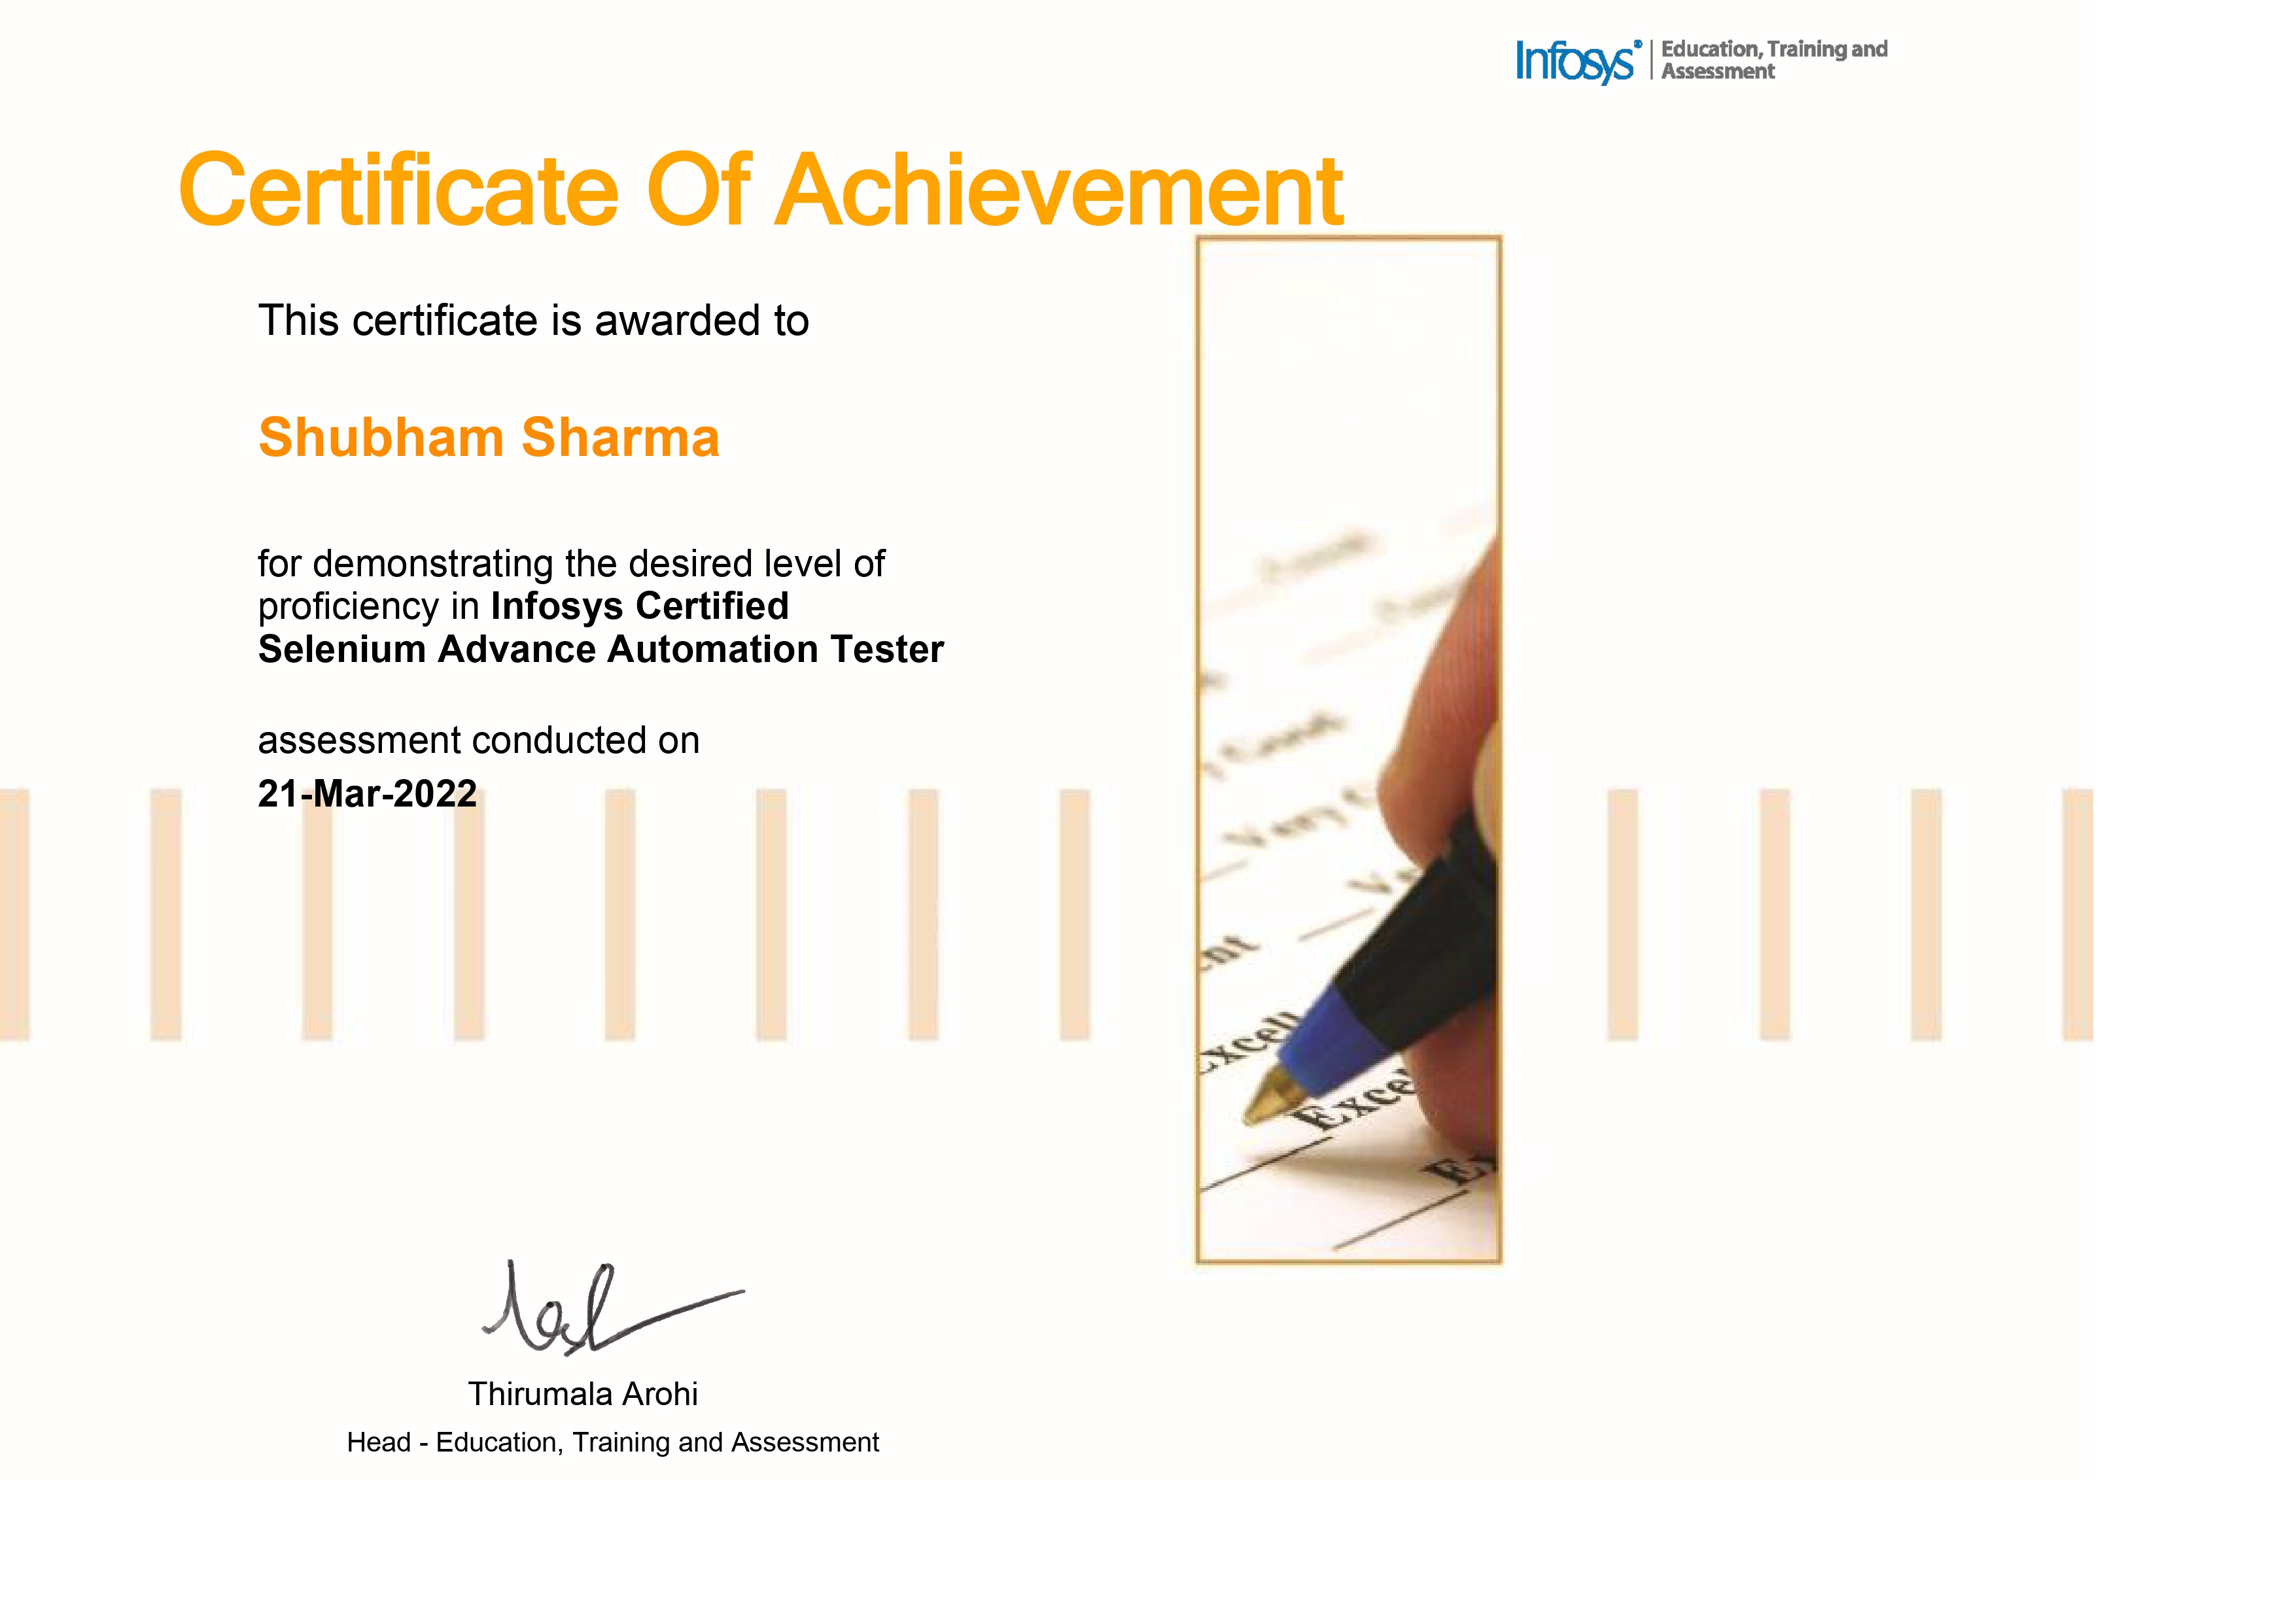 Infosys® | Education, Training and
Assessment
Certificate Of Achievement
This certificate is awarded to
Shubham Sharma
for demonstrating the desired level of
proficiency in Infosys Certified
Selenium Advance Automation Tester
assessment conducted on
21-Mar-2022
Thirumala Arohi
Head - Education, Training and Assessment